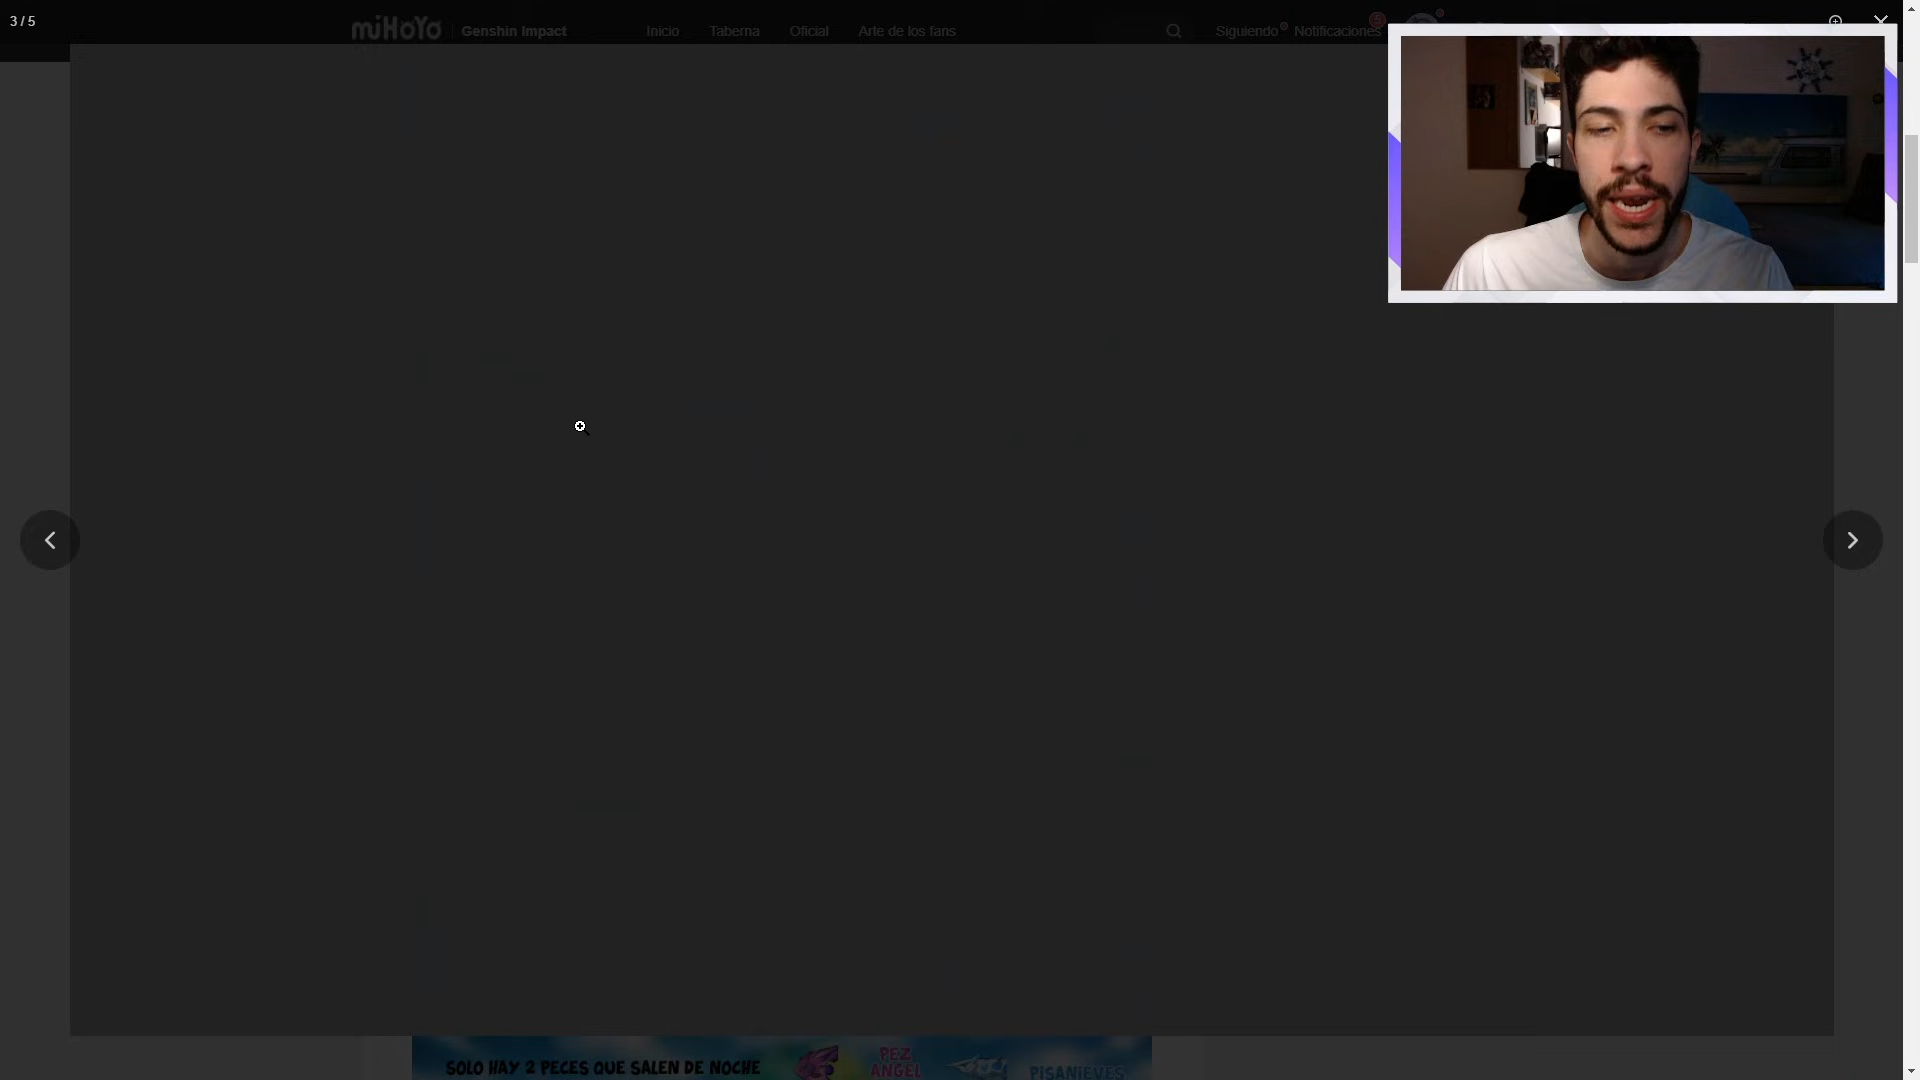 3 / 5
miHoYo
Genshin Impact
Inicio
Taberna
Oficial
Arte de los fans
Siguiendo
Notificaciones
SOLO HAY 2 PECES QUE SALEN DE NOCHE
PEZ
ANGEL
PISANIEVES